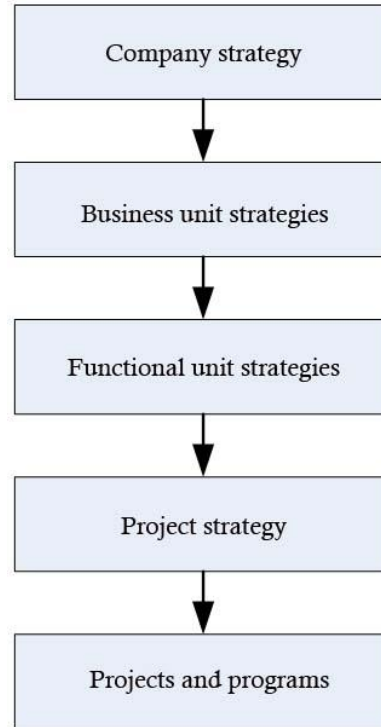 Company strategy
Business unit strategies
Functional unit strategies
Project strategy
Projects and programs